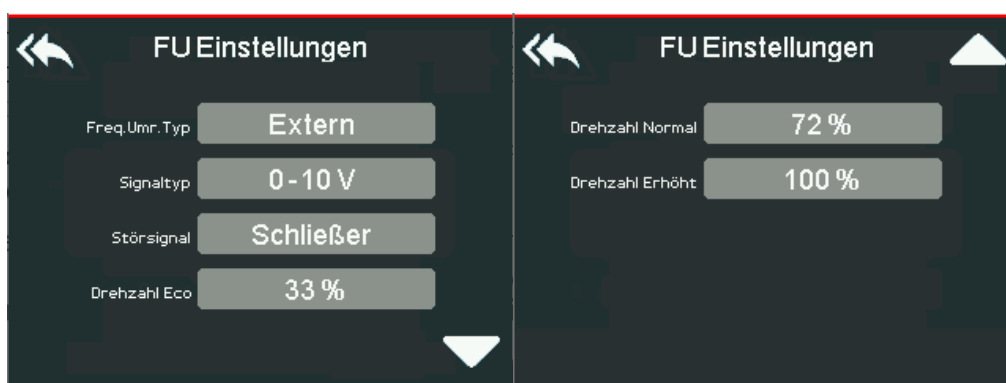 FU Einstellungen
Freq.Umr.Typ Extern
Signaltyp 0-10 V
Störsignal Schließer
Drehzahl Eco 33 %
FU Einstellungen
Drehzahl Normal 72 %
Drehzahl Erhöht 100 %